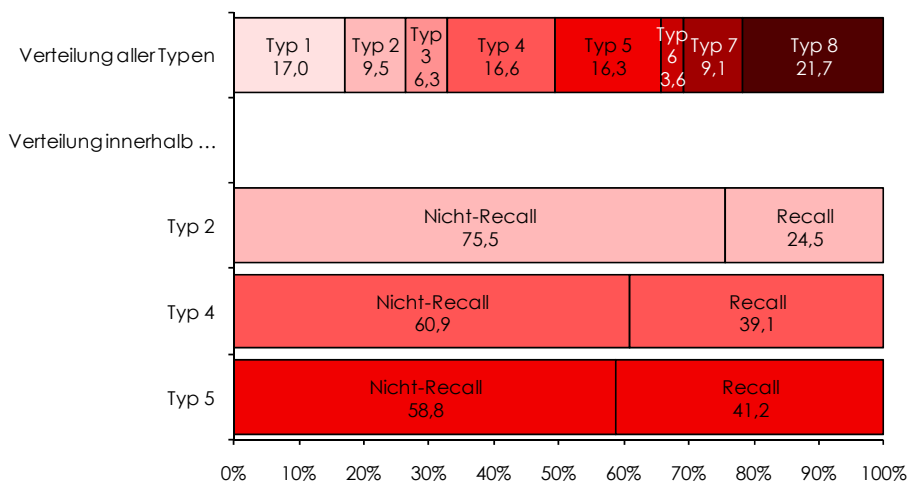 Verteilung aller Typen
Typ 1
17,0
Typ 2
9,5
Typ
3
6,3
Typ 4
16,6
Typ 5
16,3
Typ
6
3,6
Typ 7
9,1
Typ 8
21,7
Verteilung innerhalb ...
Typ 2
Nicht-Recall
75,5
Recall
24,5
Typ 4
Nicht-Recall
60,9
Recall
39,1
Typ 5
Nicht-Recall
58,8
Recall
41,2
0% 10% 20% 30% 40% 50% 60% 70% 80% 90% 100%